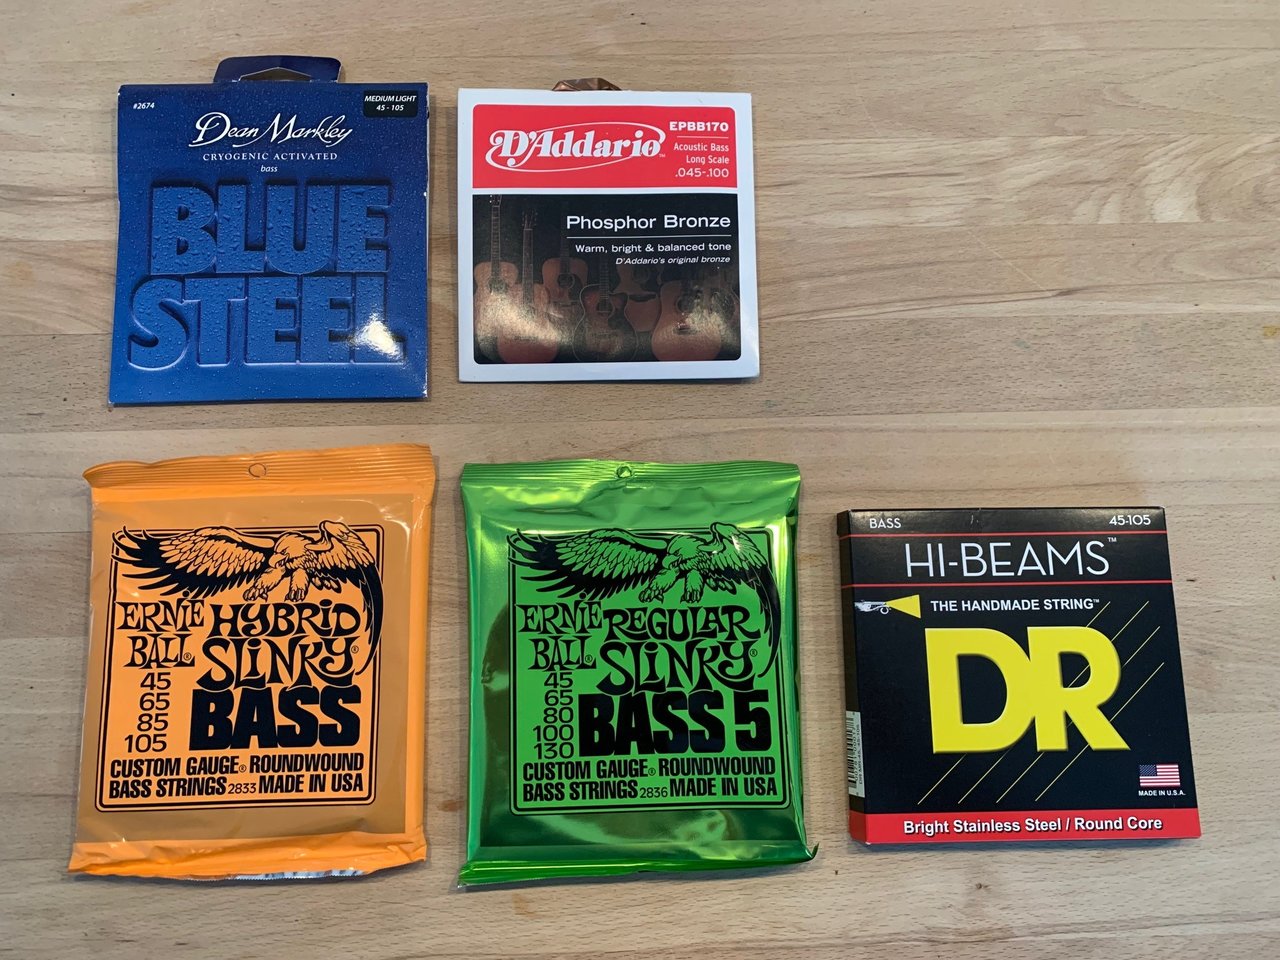 #2674
MEDIUM LIGHT
45 - 105
Dean Markley
CRYOGENIC ACTIVATED
bass
BLUE
STEEL
D'Addario™
EPBB170
Acoustic Bass
Long Scale
.045-.100
Phosphor Bronze
Warm, bright & balanced tone
D'Addario's original bronze
ERNIE BALL®
HYBRID
SLINKY®
BASS
45
65
85
105
CUSTOM GAUGE® ROUNDWOUND
BASS STRINGS 2833 MADE IN USA
ERNIE BALL®
REGULAR
SLINKY®
BASS 5
45
65
80
100
130
CUSTOM GAUGE® ROUNDWOUND
BASS STRINGS 2836 MADE IN USA
BASS 45-105
HI-BEAMS™
THE HANDMADE STRING™
DR
MADE IN U.S.A.
Bright Stainless Steel / Round Core